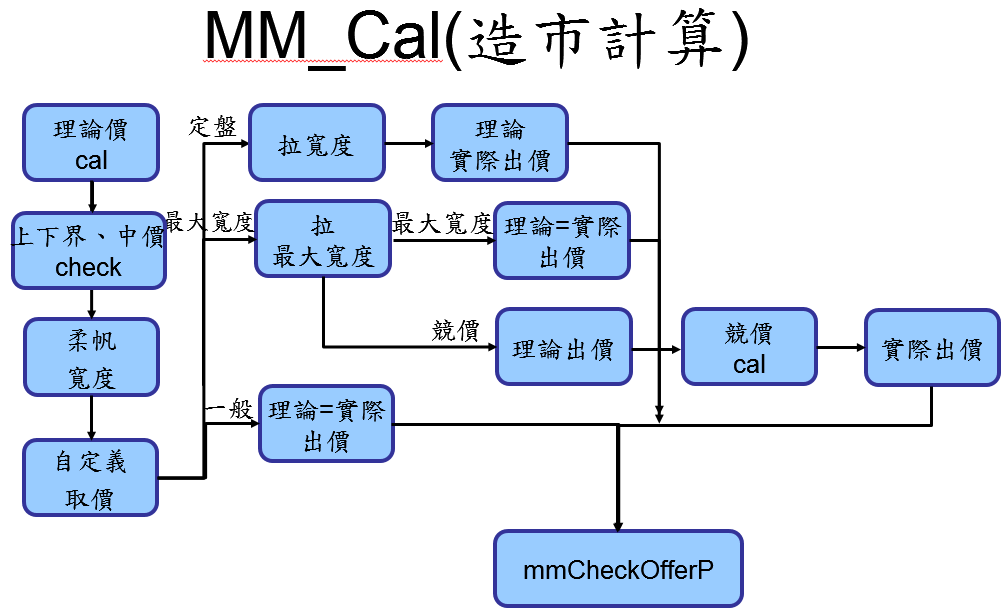 MM_Cal(造市計算)
理論價
cal
上下界、中價
check
柔帆
寬度
自定義
取價
定盤
拉寬度
理論
實際出價
最大寬度
拉
最大寬度
最大寬度
理論=實際
出價
競價
理論出價
競價
cal
實際出價
一般
理論=實際
出價
mmCheckOfferP